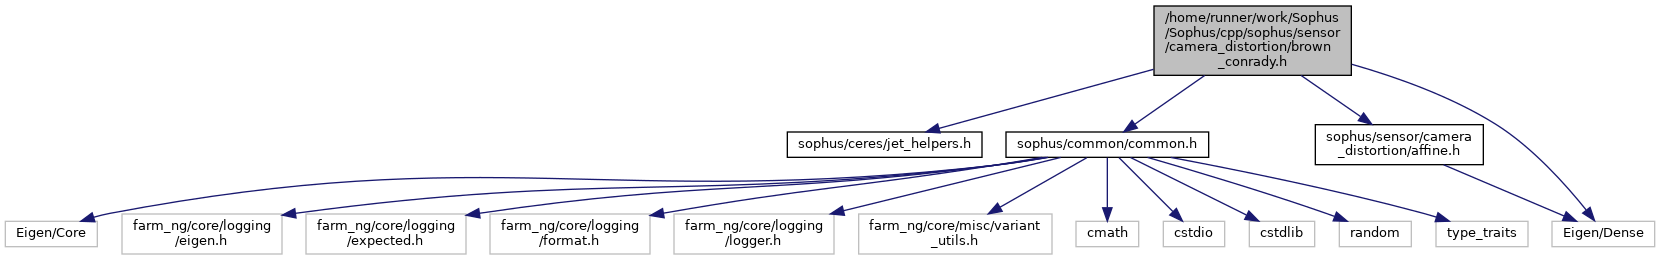 /home/runner/work/Sophus
/Sophus/cpp/sophus/sensor
/camera_distortion/brown
_conrady.h
sophus/ceres/jet_helpers.h
sophus/common/common.h
sophus/sensor/camera
_distortion/affine.h
Eigen/Core
farm_ng/core/logging
/eigen.h
farm_ng/core/logging
/expected.h
farm_ng/core/logging
/format.h
farm_ng/core/logging
/logger.h
farm_ng/core/misc/variant
_utils.h
cmath
cstdio
cstdlib
random
type_traits
Eigen/Dense